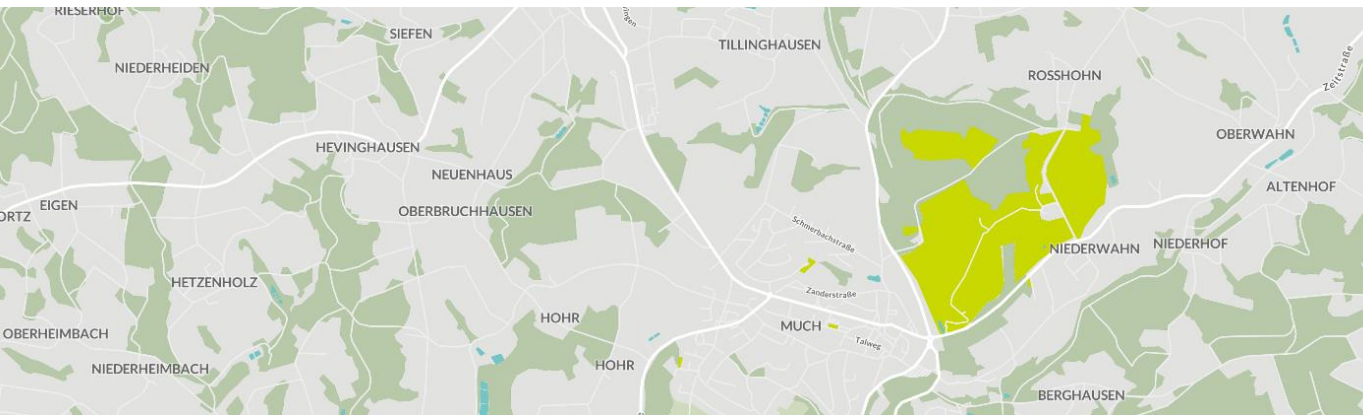 RIESERHOF
SIEFEN
TILLINGHAUSEN
NIEDERHEIDEN
ROSSHOHN
Zeitstraße
OBERWAHN
HEVINGHAUSEN
NEUENHAUS
ALTENHOF
EIGEN
ORTZ
OBERBRUCHHAUSEN
Schmerbachstraße
NIEDERWAHN
NIEDERHOF
HETZENHOLZ
Zanderstraße
HOHR
MUCH
OBERHEIMBACH
Talweg
NIEDERHEIMBACH
HOHR
BERGHAUSEN